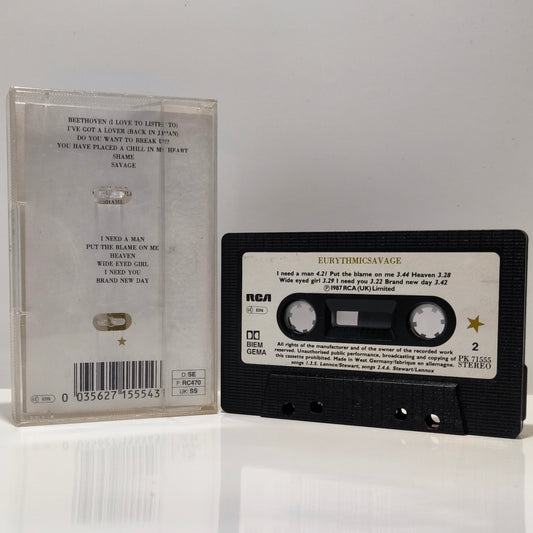 BEETHOVEN (I LOVE TO LISTEN TO)
I'VE GOT A LOVER (BACK IN JAPAN)
DO YOU WANT TO BREAK UP?
YOU HAVE PLACED A CHILL IN MY HEART
SHAME
SAVAGE
I NEED A MAN
PUT THE BLAME ON ME
HEAVEN
WIDE EYED GIRL
I NEED YOU
BRAND NEW DAY
D: SE
F: RC470
UK: SS
0 035627 155543
EURYTHMICSAVAGE
I need a man 4.21 Put the blame on me 3.44 Heaven 3.28
Wide eyed girl 3.29 I need you 3.22 Brand new day 3.42
℗1987 RCA (UK) Limited
RCA
BIEM
GEMA
2
PK 71555
STEREO
All rights of the manufacturer and of the owner of the recorded work
reserved. Unauthorised public performance, broadcasting and copying of
this cassette prohibited. Made in West Germany/fabriqué en allemagne.
songs 1.3.5. Lennox/Stewart, songs 2.4.6. Stewart/Lennox